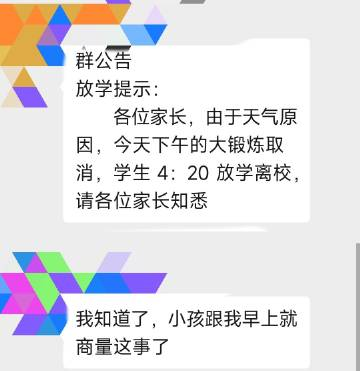 群公告
放学提示：
各位家长，由于天气原
因，今天下午的大锻炼取
消，学生 4：20 放学离校，
请各位家长知悉
我知道了，小孩跟我早上就
商量这事了